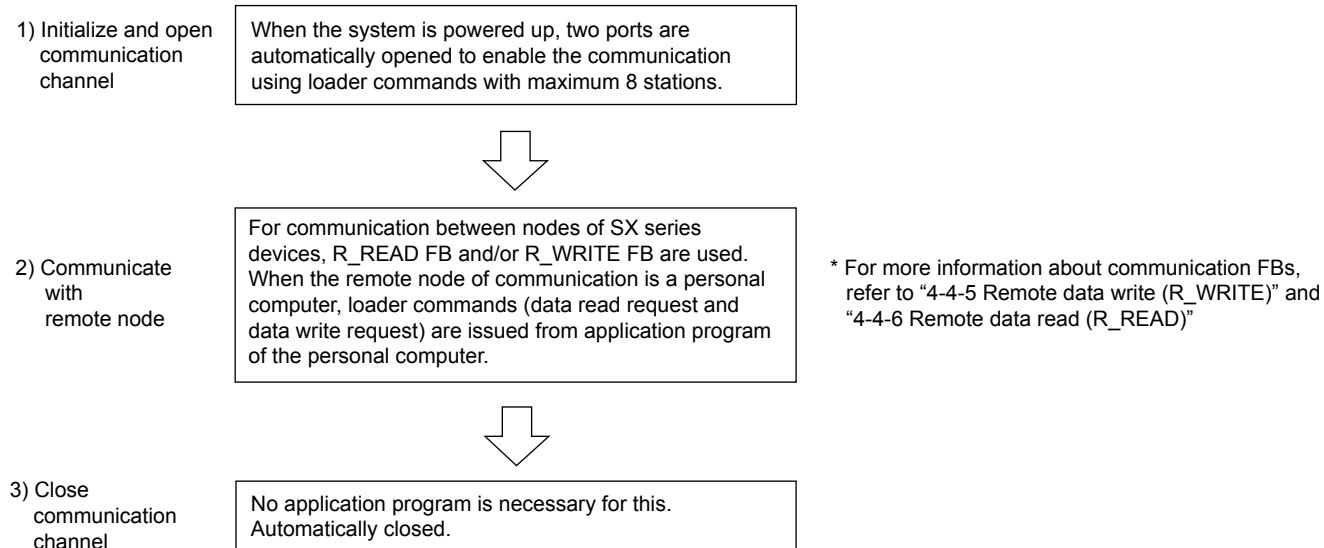 1) Initialize and open
communication
channel
When the system is powered up, two ports are
automatically opened to enable the communication
using loader commands with maximum 8 stations.
2) Communicate
with
remote node
For communication between nodes of SX series
devices, R_READ FB and/or R_WRITE FB are used.
When the remote node of communication is a personal
computer, loader commands (data read request and
data write request) are issued from application program
of the personal computer.
* For more information about communication FBs,
refer to “4-4-5 Remote data write (R_WRITE)” and
“4-4-6 Remote data read (R_READ)”
3) Close
communication
channel
No application program is necessary for this.
Automatically closed.